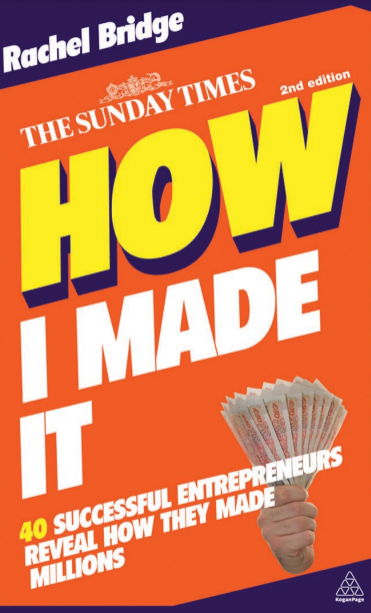 Rachel Bridge
THE SUNDAY TIMES
2nd edition
HOW
I MADE
IT
40 SUCCESSFUL ENTREPRENEURS
REVEAL HOW THEY MADE
MILLIONS
KoganPage